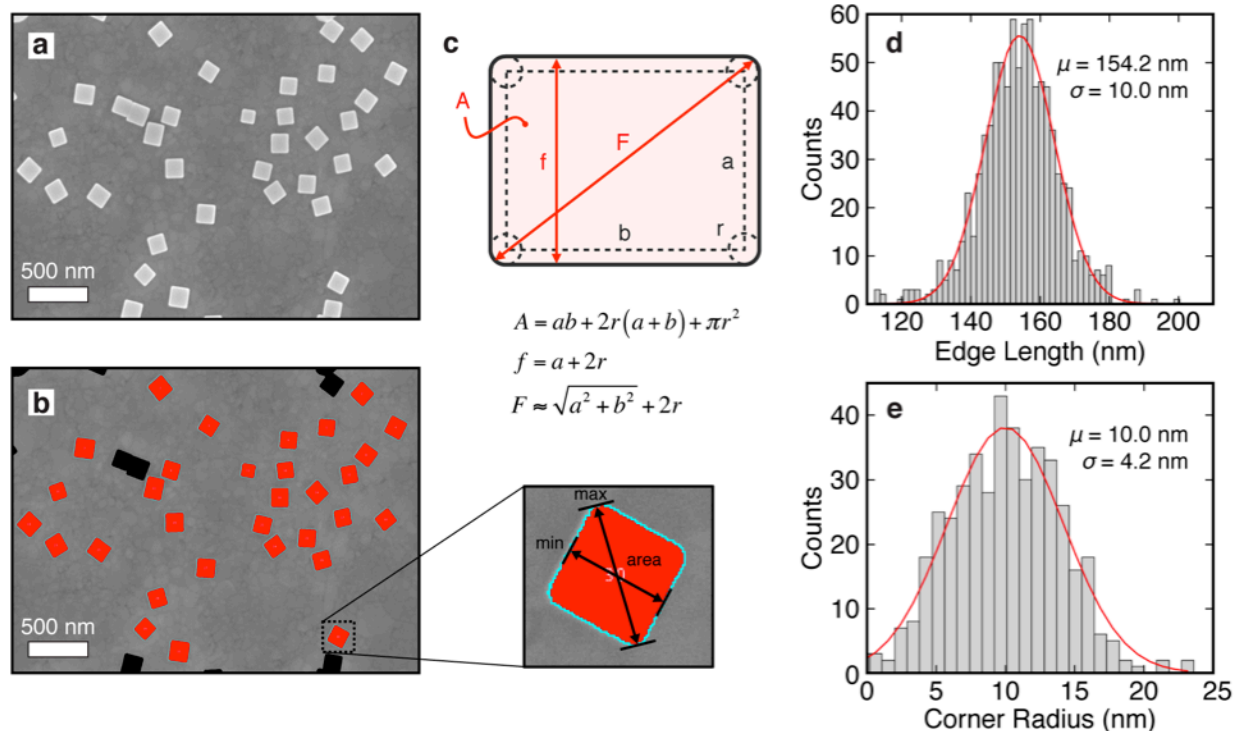 a
500 nm
b
500 nm
c
A
F
f
a
b
r
A = ab + 2r(a + b) + πr²
f = a + 2r
F ≈ √(a² + b²) + 2r
max
min
area
30
d
μ = 154.2 nm
σ = 10.0 nm
Counts
60
50
40
30
20
10
0
120 140 160 180 200
Edge Length (nm)
e
μ = 10.0 nm
σ = 4.2 nm
Counts
40
30
20
10
0
0 5 10 15 20 25
Corner Radius (nm)